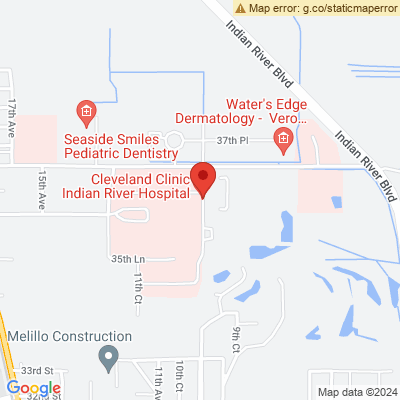 Map error: g.co/staticmaperror
Indian River Blvd
17th Ave
Water's Edge
Dermatology - Vero...
Seaside Smiles
Pediatric Dentistry
37th Pl
Indian River Blvd
15th Ave
Cleveland Clinic
Indian River Hospital
35th Ln
11th Ct
Melillo Construction
9th Ct
33rd St
10th Ct
11th Ave
32nd St
Google
Map data ©2024